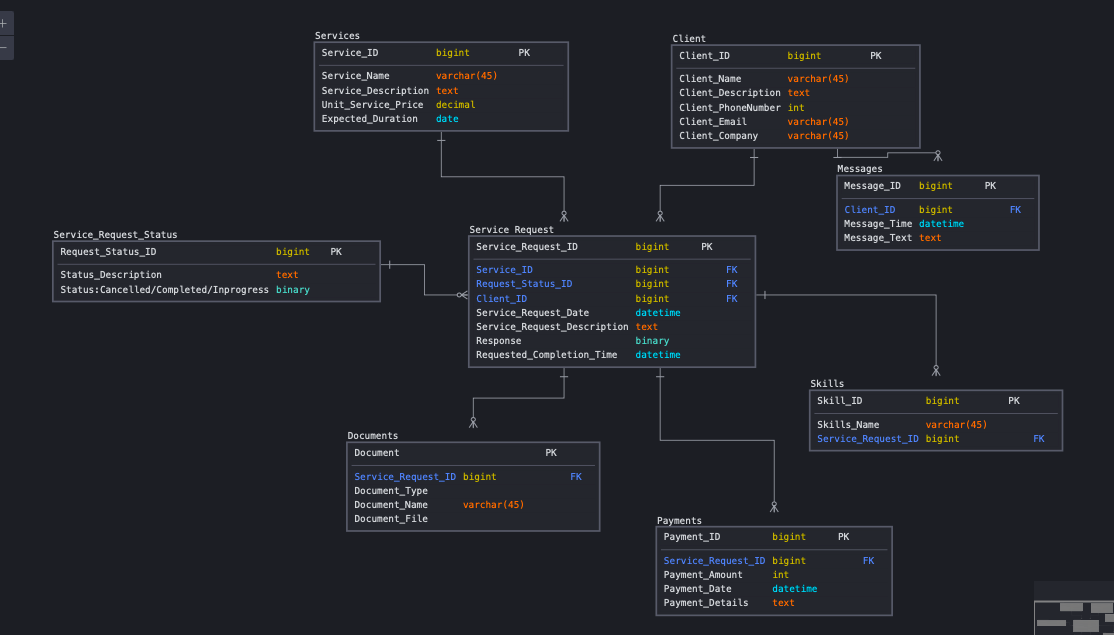 Services
Service_ID bigint PK
Service_Name varchar(45)
Service_Description text
Unit_Service_Price decimal
Expected_Duration date
Client
Client_ID bigint PK
Client_Name varchar(45)
Client_Description text
Client_PhoneNumber int
Client_Email varchar(45)
Client_Company varchar(45)
Messages
Message_ID bigint PK
Client_ID bigint FK
Message_Time datetime
Message_Text text
Service_Request_Status
Request_Status_ID bigint PK
Status_Description text
Status:Cancelled/Completed/Inprogress binary
Service Request
Service_Request_ID bigint PK
Service_ID bigint FK
Request_Status_ID bigint FK
Client_ID bigint FK
Service_Request_Date datetime
Service_Request_Description text
Response binary
Requested_Completion_Time datetime
Skills
Skill_ID bigint PK
Skills_Name varchar(45)
Service_Request_ID bigint FK
Documents
Document PK
Service_Request_ID bigint FK
Document_Type
Document_Name varchar(45)
Document_File
Payments
Payment_ID bigint PK
Service_Request_ID bigint FK
Payment_Amount int
Payment_Date datetime
Payment_Details text